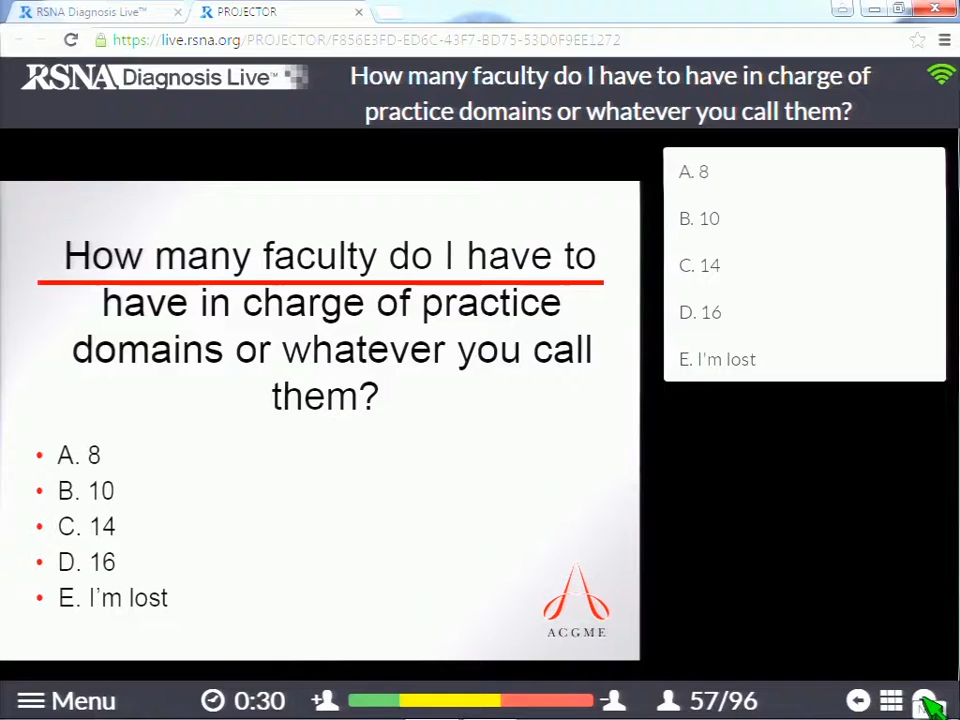 RSNA Diagnosis Live™
PROJECTOR
https://live.rsna.org/PROJECTOR/F856E3FD-ED6C-43F7-BD75-53D0F9EE1272
RSNA Diagnosis Live™
How many faculty do I have to have in charge of
practice domains or whatever you call them?
How many faculty do I have to
have in charge of practice
domains or whatever you call
them?
• A. 8
• B. 10
• C. 14
• D. 16
• E. I'm lost
ACGME
A. 8
B. 10
C. 14
D. 16
E. I'm lost
Menu
0:30
57/96